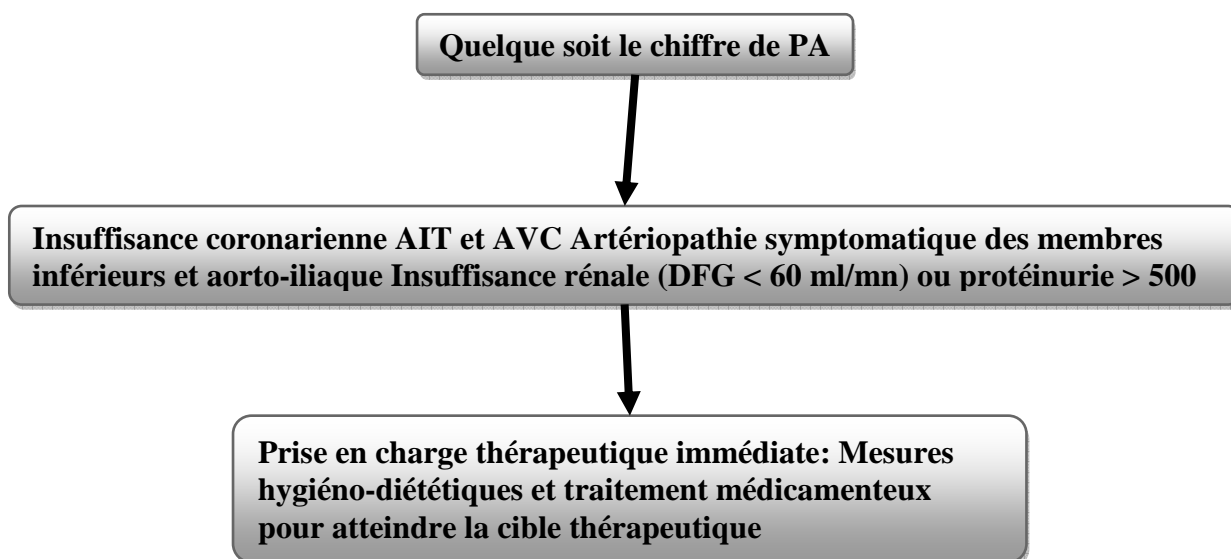 Quelque soit le chiffre de PA
Insuffisance coronarienne AIT et AVC Artériopathie symptomatique des membres
inférieurs et aorto-iliaque Insuffisance rénale (DFG < 60 ml/mn) ou protéinurie > 500
Prise en charge thérapeutique immédiate: Mesures
hygiéno-diététiques et traitement médicamenteux
pour atteindre la cible thérapeutique